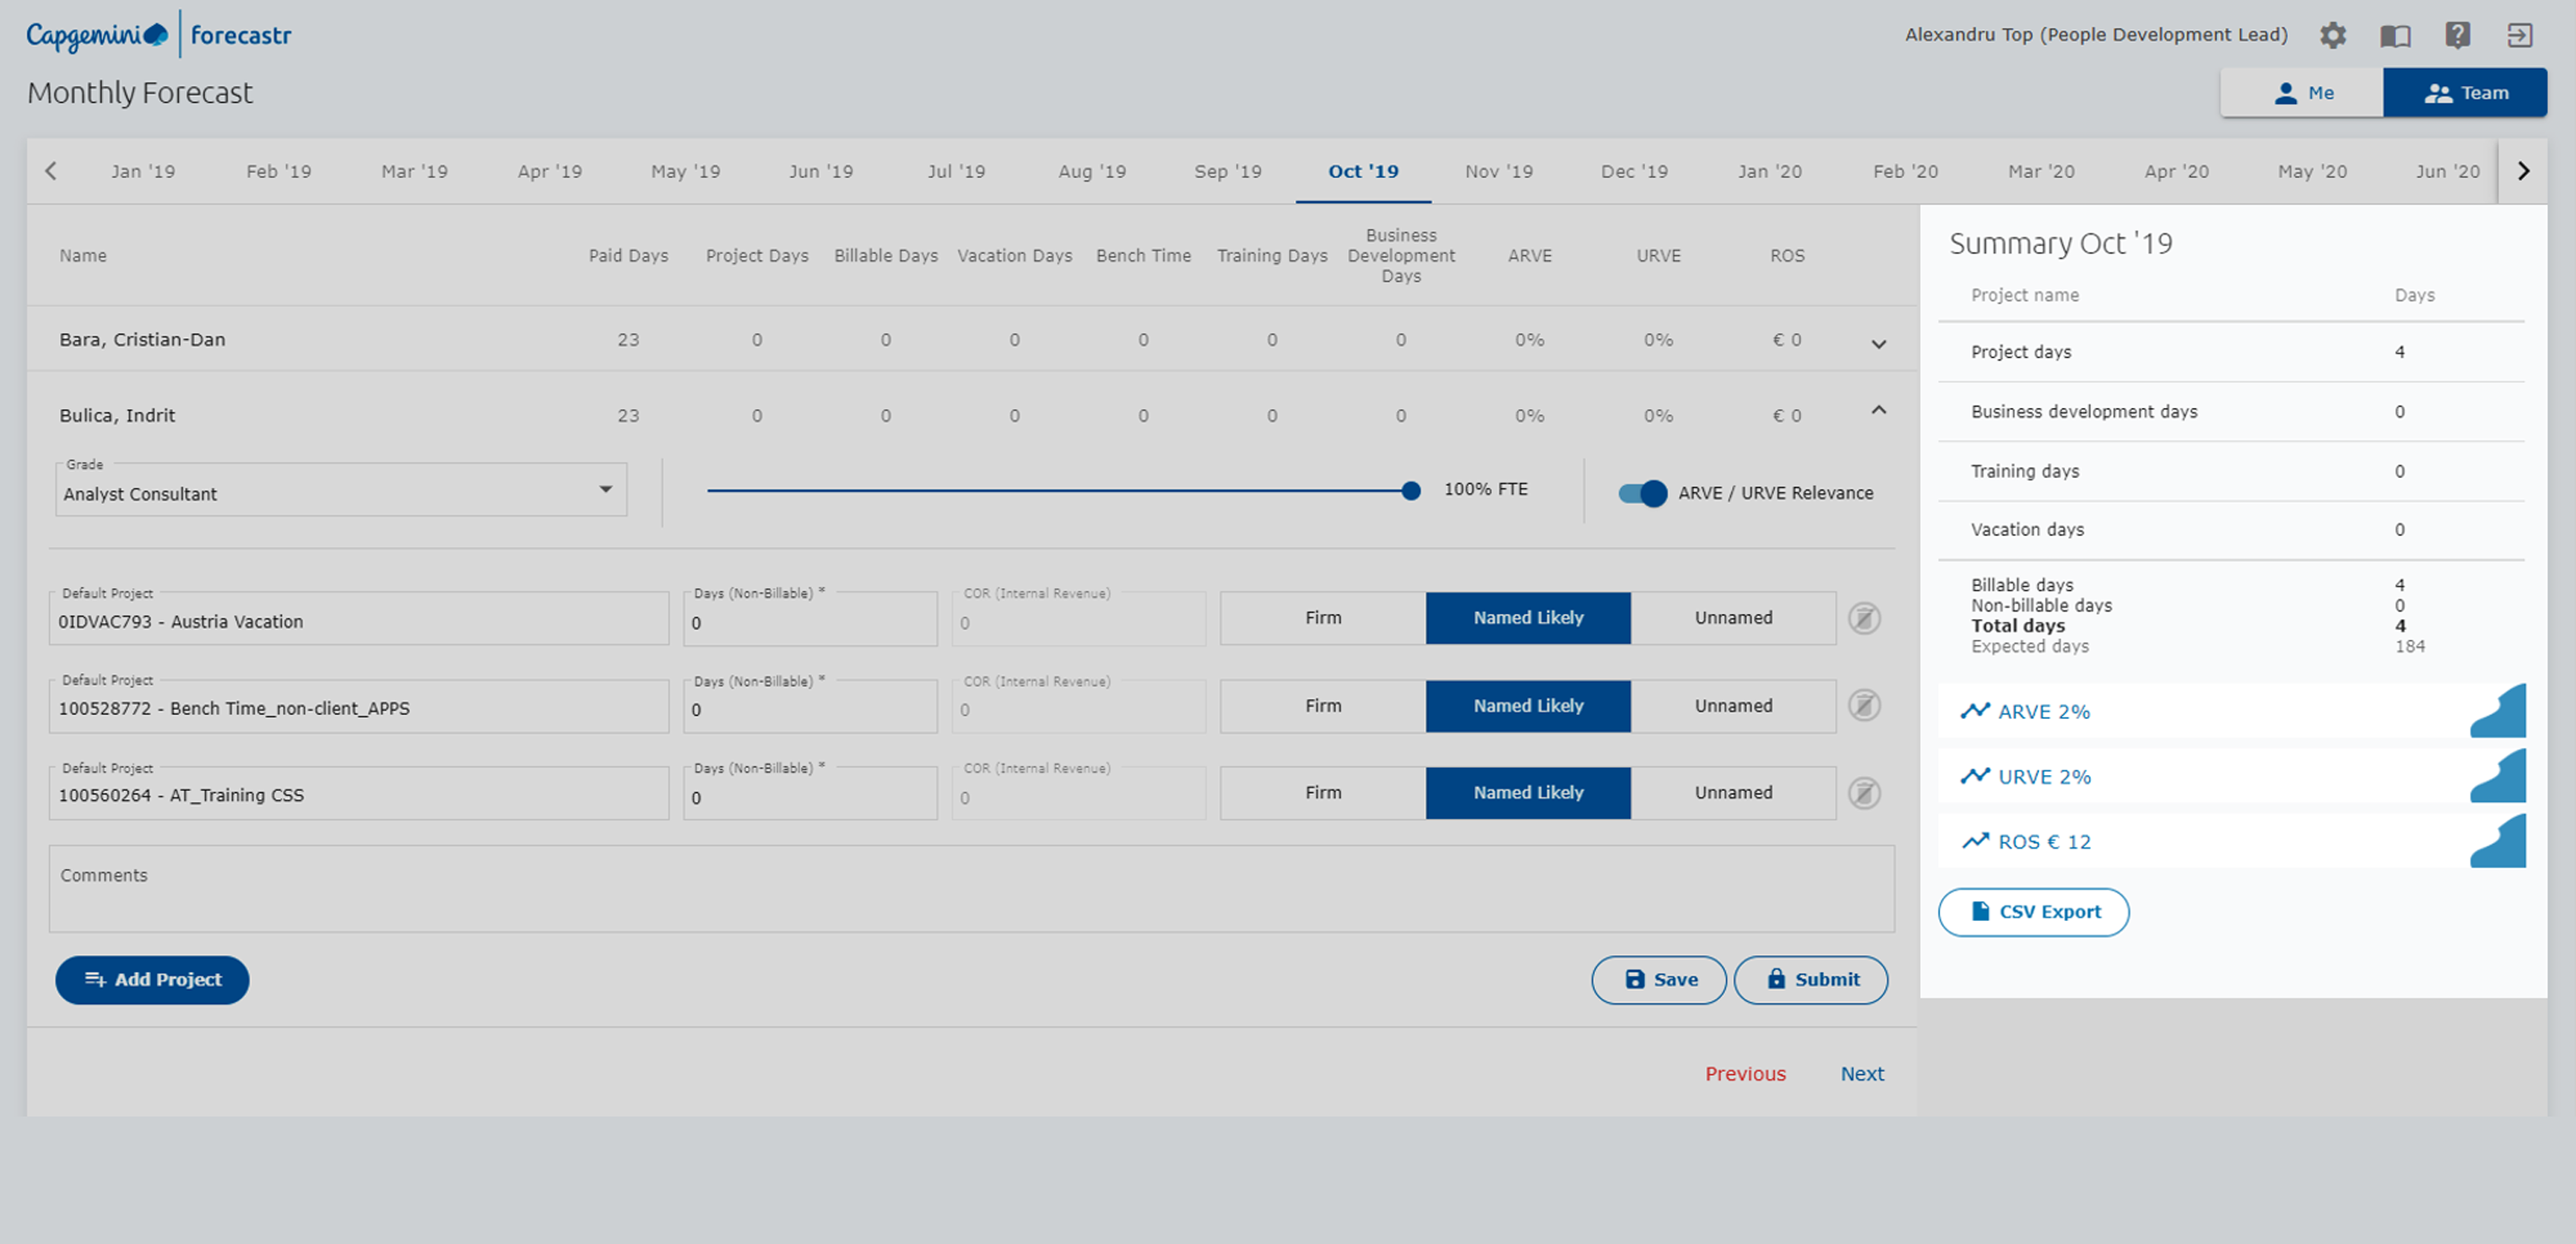 Capgemini forecastr
Alexandru Top (People Development Lead)
Monthly Forecast
Me Team
Jan '19 Feb '19 Mar '19 Apr '19 May '19 Jun '19 Jul '19 Aug '19 Sep '19 Oct '19 Nov '19 Dec '19 Jan '20 Feb '20 Mar '20 Apr '20 May '20 Jun '20
Name Paid Days Project Days Billable Days Vacation Days Bench Time Training Days Business Development Days ARVE URVE ROS
Bara, Cristian-Dan 23 0 0 0 0 0 0 0% 0% € 0
Bulica, Indrit 23 0 0 0 0 0 0 0% 0% € 0
Grade
Analyst Consultant
100% FTE
ARVE / URVE Relevance
Default Project Days (Non-Billable) * COR (Internal Revenue)
0IDVAC793 - Austria Vacation 0 0 Firm Named Likely Unnamed
Default Project Days (Non-Billable) * COR (Internal Revenue)
100528772 - Bench Time_non-client_APPS 0 0 Firm Named Likely Unnamed
Default Project Days (Non-Billable) * COR (Internal Revenue)
100560264 - AT_Training CSS 0 0 Firm Named Likely Unnamed
Comments
Add Project Save Submit
Previous Next
Summary Oct '19
Project name Days
Project days 4
Business development days 0
Training days 0
Vacation days 0
Billable days 4
Non-billable days 0
Total days 4
Expected days 184
ARVE 2%
URVE 2%
ROS € 12
CSV Export